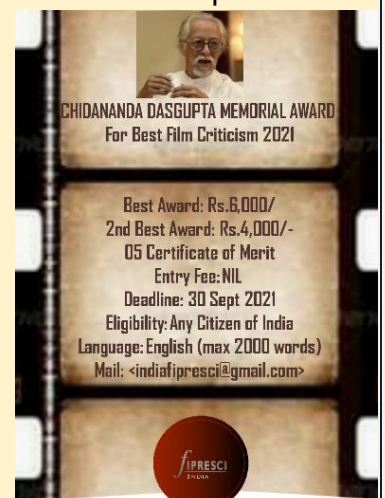 CHIDANANDA DASGUPTA MEMORIAL AWARD
For Best Film Criticism 2021
Best Award: Rs.6,000/
2nd Best Award: Rs.4,000/-
05 Certificate of Merit
Entry Fee: NIL
Deadline: 30 Sept 2021
Eligibility: Any Citizen of India
Language: English (max 2000 words)
Mail: <indiafipresci@gmail.com>
FIPRESCI
INDIA